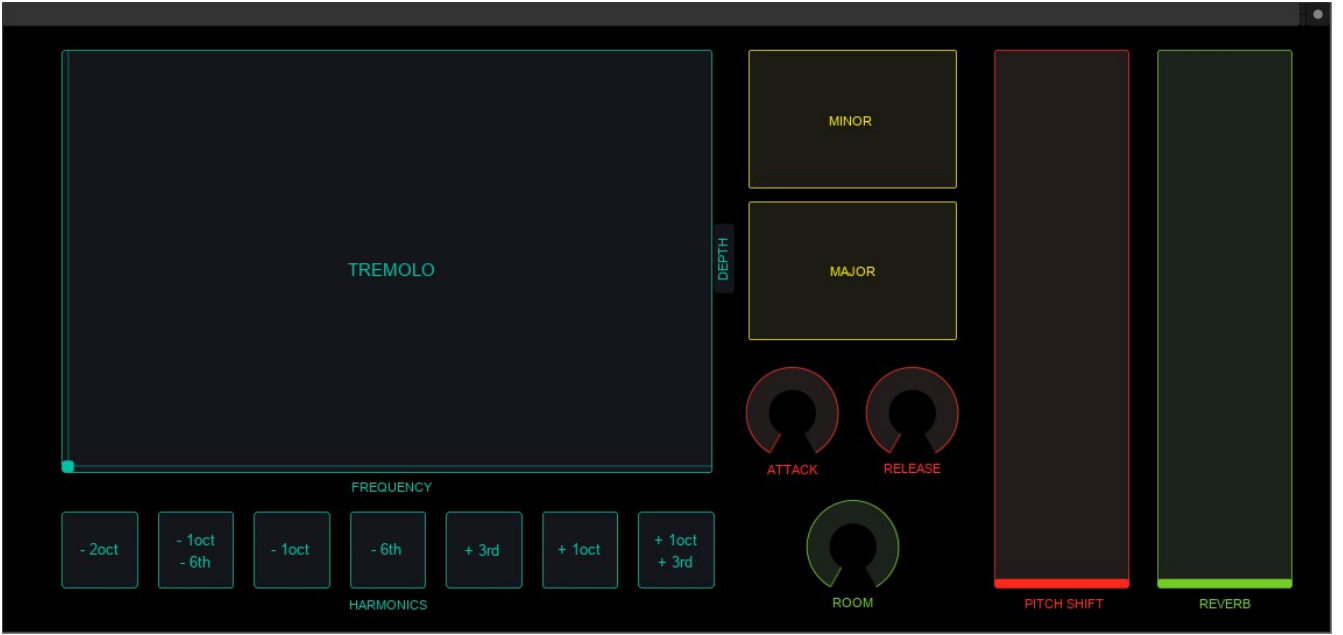 TREMOLO
DEPTH
FREQUENCY
- 2oct
- 1oct
- 6th
- 1oct
- 6th
+ 3rd
+ 1oct
+ 1oct
+ 3rd
HARMONICS
MINOR
MAJOR
ATTACK
RELEASE
ROOM
PITCH SHIFT
REVERB